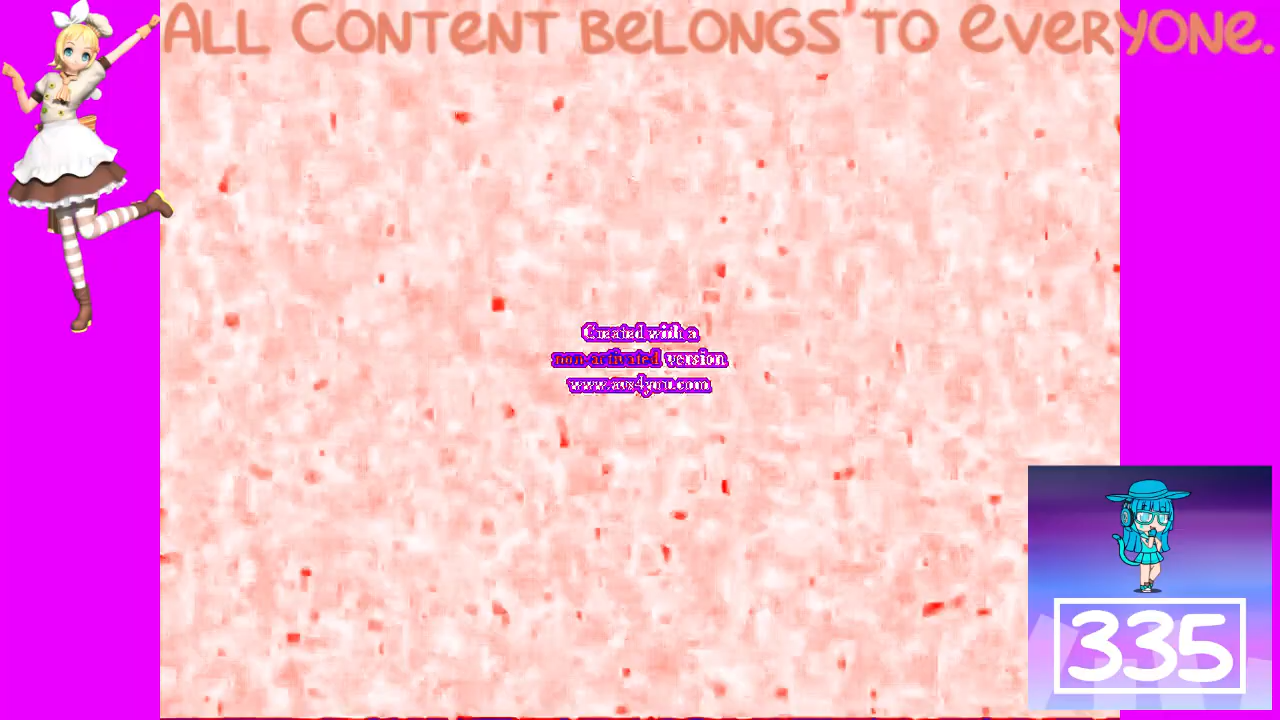 ALL CONTENT BELONGS TO EVERYONE.
Created with a
non-activated version
www.avs4you.com
335